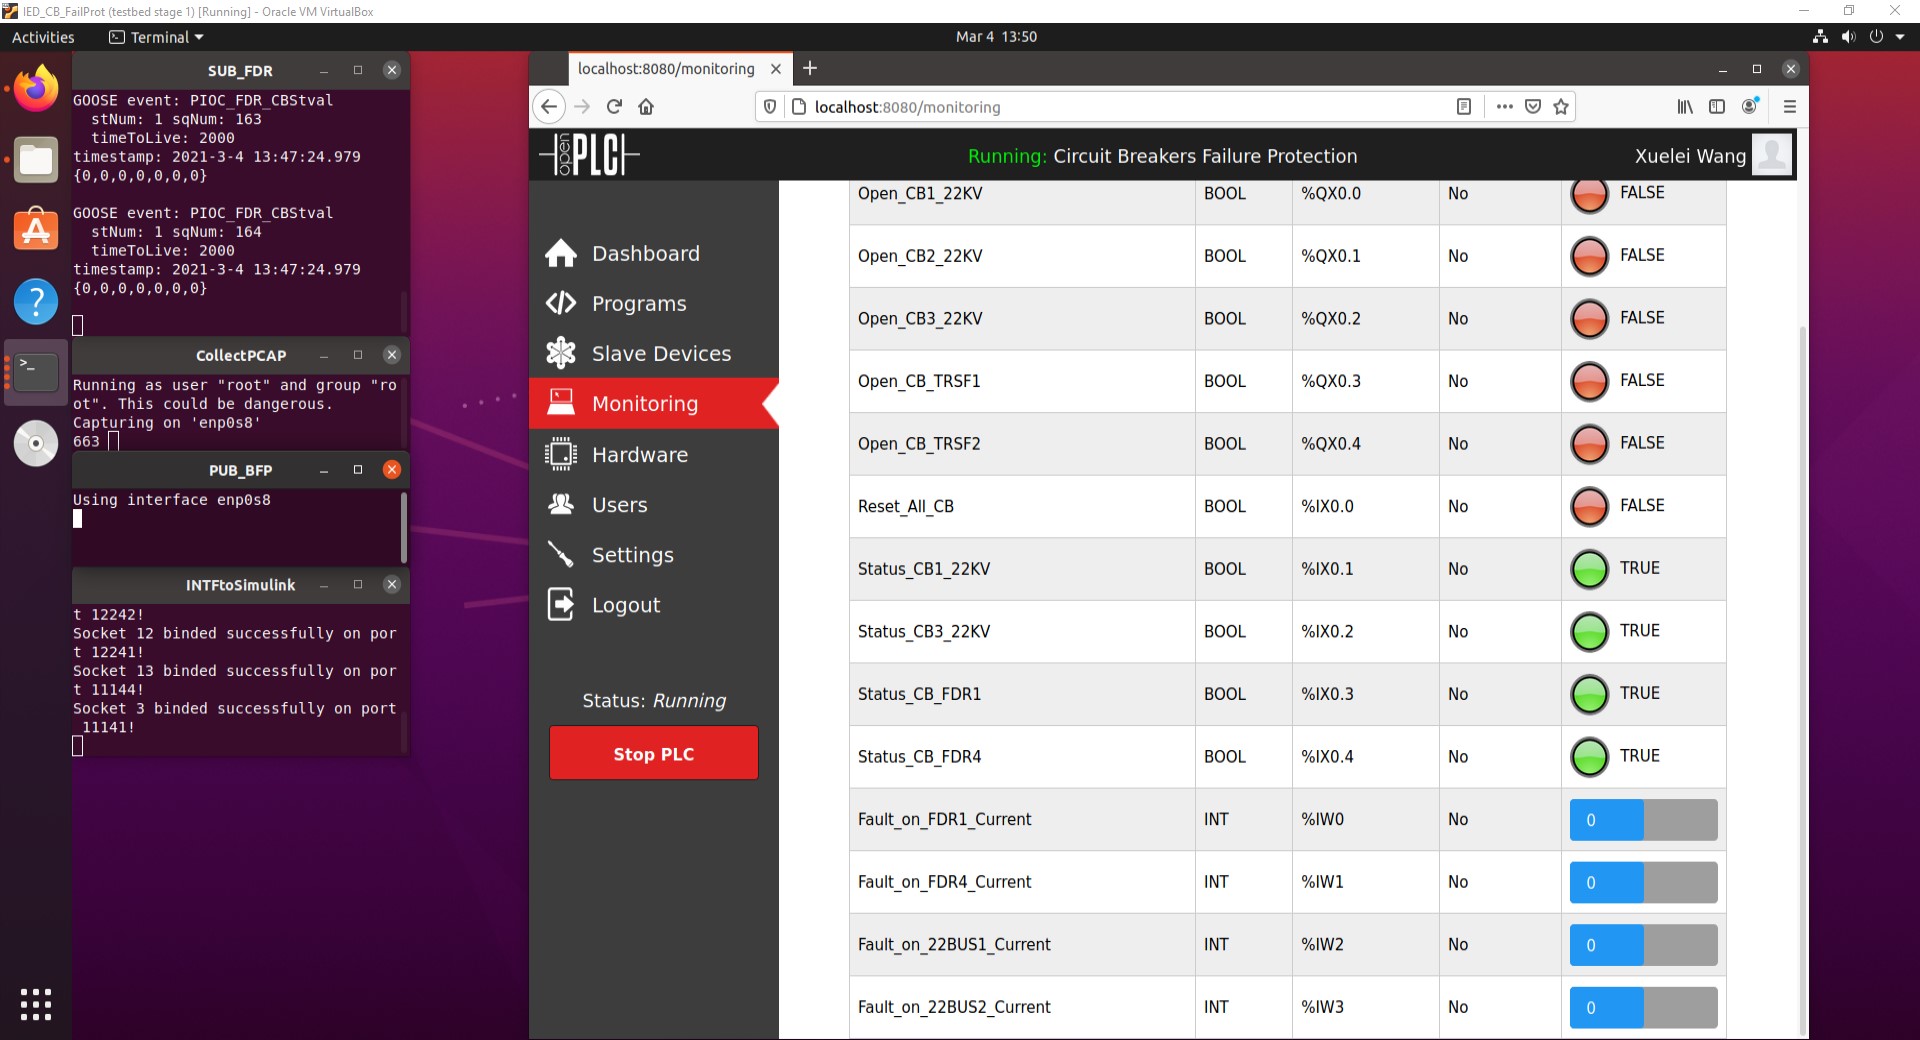 IED_CB_FailProt (testbed stage 1) [Running] - Oracle VM VirtualBox
Activities
Terminal
Mar 4 13:50
SUB_FDR
GOOSE event: PIOC_FDR_CBStval
stNum: 1 sqNum: 163
timeToLive: 2000
timestamp: 2021-3-4 13:47:24.979
{0,0,0,0,0,0,0}
GOOSE event: PIOC_FDR_CBStval
stNum: 1 sqNum: 164
timeToLive: 2000
timestamp: 2021-3-4 13:47:24.979
{0,0,0,0,0,0,0}
CollectPCAP
Running as user "root" and group "ro
ot". This could be dangerous.
Capturing on 'enp0s8'
663
PUB_BFP
Using interface enp0s8
INTFtoSimulink
t 12242!
Socket 12 binded successfully on por
t 12241!
Socket 13 binded successfully on por
t 11144!
Socket 3 binded successfully on port
11141!
localhost:8080/monitoring
localhost:8080/monitoring
open PLC
Running: Circuit Breakers Failure Protection
Xuelei Wang
Dashboard
Programs
Slave Devices
Monitoring
Hardware
Users
Settings
Logout
Status: Running
Stop PLC
Open_CB1_22KV BOOL %QX0.0 No FALSE
Open_CB2_22KV BOOL %QX0.1 No FALSE
Open_CB3_22KV BOOL %QX0.2 No FALSE
Open_CB_TRSF1 BOOL %QX0.3 No FALSE
Open_CB_TRSF2 BOOL %QX0.4 No FALSE
Reset_All_CB BOOL %IX0.0 No FALSE
Status_CB1_22KV BOOL %IX0.1 No TRUE
Status_CB3_22KV BOOL %IX0.2 No TRUE
Status_CB_FDR1 BOOL %IX0.3 No TRUE
Status_CB_FDR4 BOOL %IX0.4 No TRUE
Fault_on_FDR1_Current INT %IW0 No 0
Fault_on_FDR4_Current INT %IW1 No 0
Fault_on_22BUS1_Current INT %IW2 No 0
Fault_on_22BUS2_Current INT %IW3 No 0